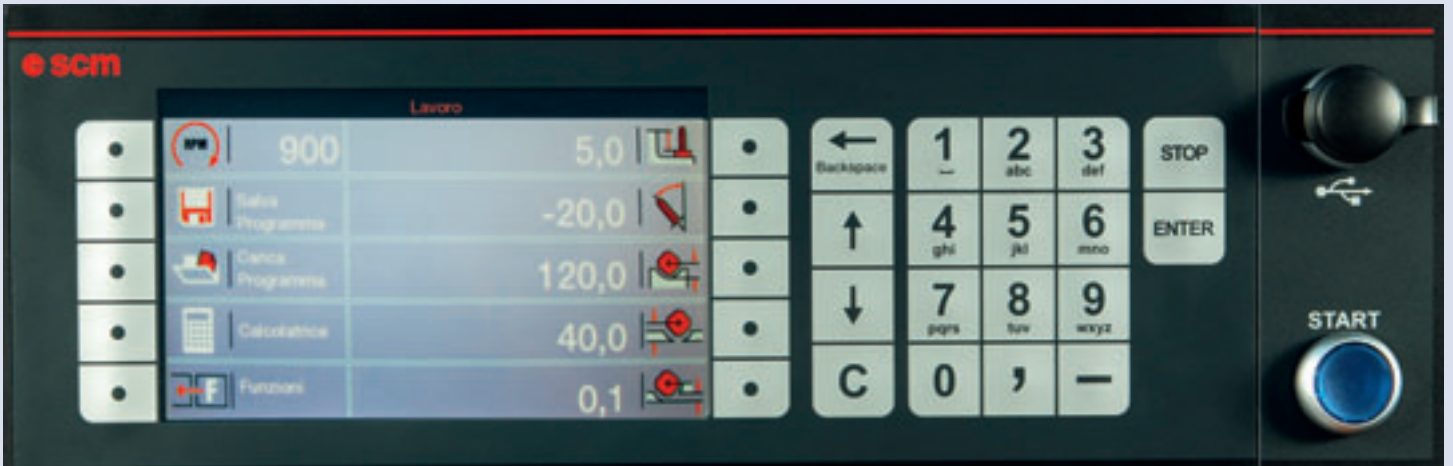 scm
Lavoro
RPM
900
5,0
Salva
Programma
-20,0
Carica
Programma
120,0
Calcolatrice
40,0
F
Funzioni
0,1
Backspace
1
2
abc
3
def
STOP
4
ghi
5
jkl
6
mno
ENTER
7
pqrs
8
tuv
9
wxyz
C
0
,
—
START